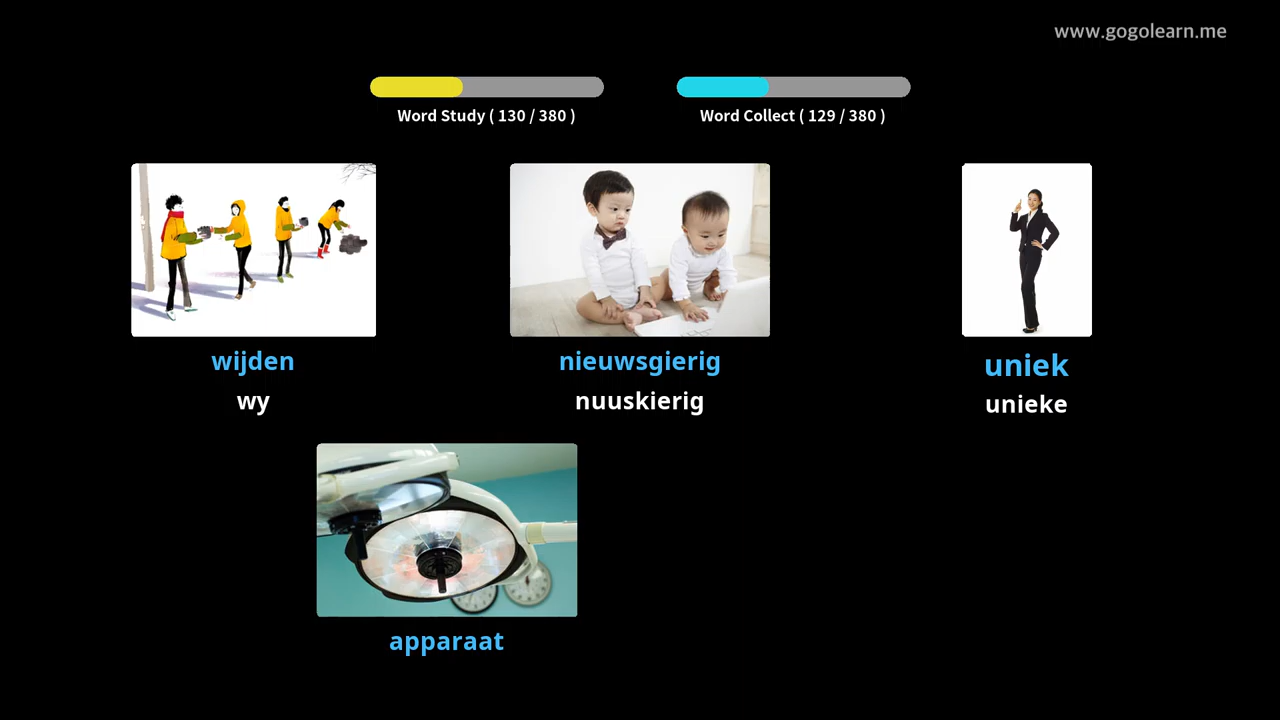 www.gogolearn.me
Word Study ( 130 / 380 )
Word Collect ( 129 / 380 )
wijden
wy
nieuwsgierig
nuuskierig
uniek
unieke
apparaat